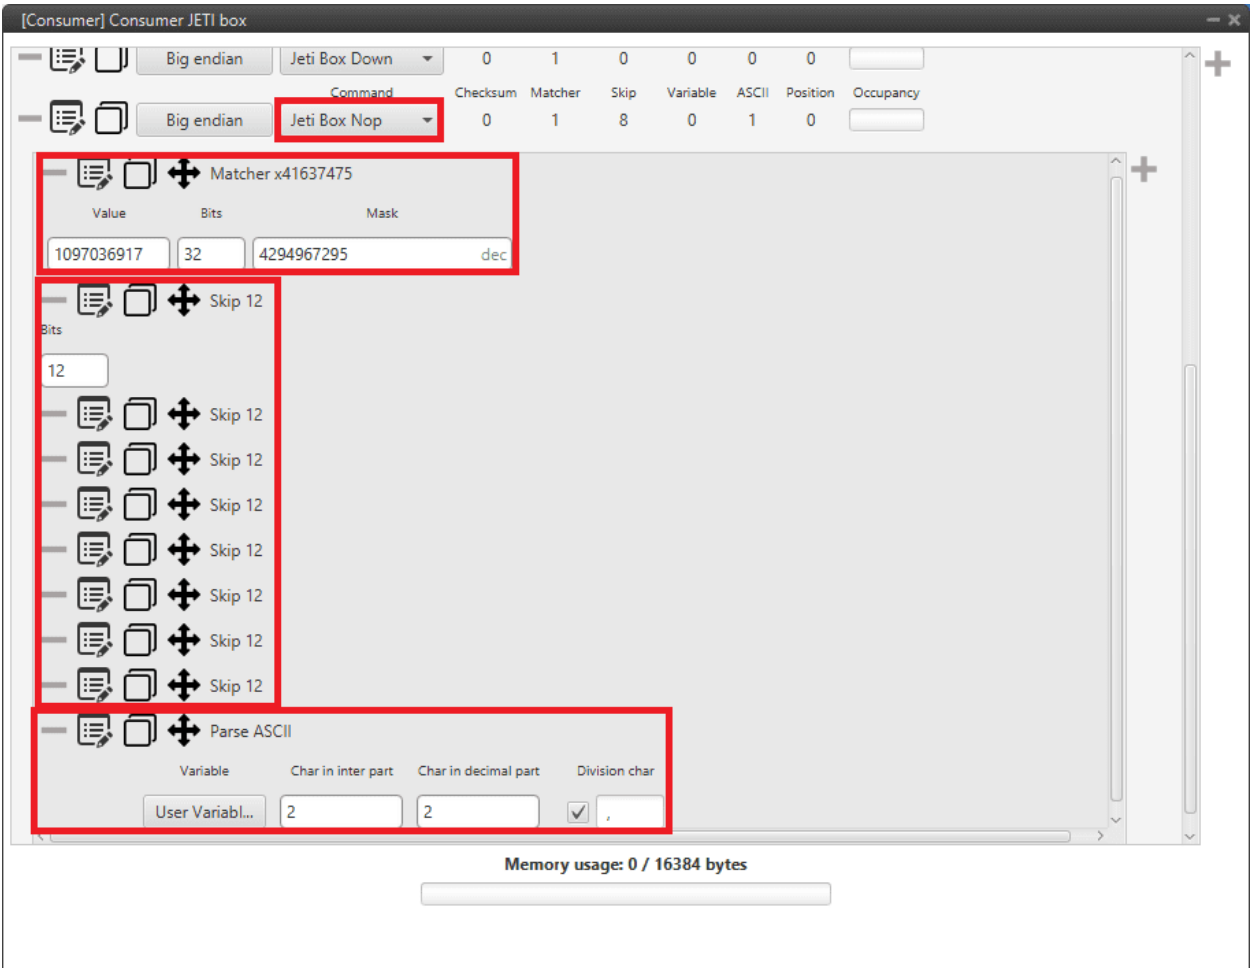 [Consumer] Consumer JETI box
Big endian Jeti Box Down 0 1 0 0 0 0
Command Checksum Matcher Skip Variable ASCII Position Occupancy
Big endian Jeti Box Nop 0 1 8 0 1 0
Matcher x41637475
Value Bits Mask
1097036917 32 4294967295 dec
Skip 12
Bits
12
Skip 12
Skip 12
Skip 12
Skip 12
Skip 12
Skip 12
Skip 12
Parse ASCII
Variable Char in inter part Char in decimal part Division char
User Variabl... 2 2 ,
Memory usage: 0 / 16384 bytes